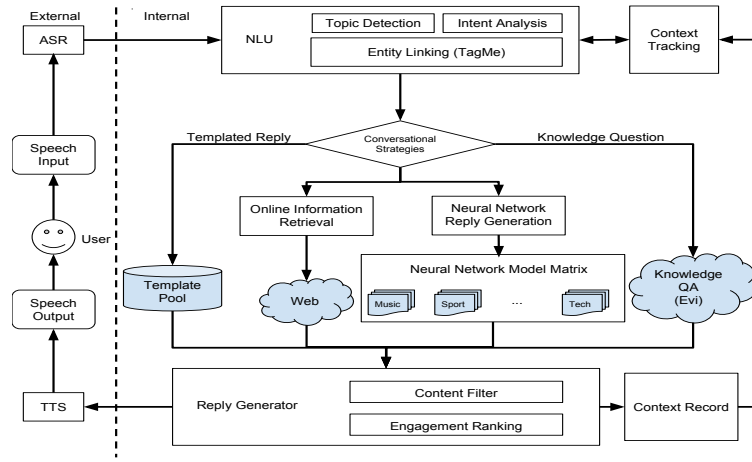 External
Internal
ASR
NLU
Topic Detection
Intent Analysis
Entity Linking (TagMe)
Context
Tracking
Templated Reply
Conversational
Strategies
Knowledge Question
Speech
Input
Online Information
Retrieval
Neural Network
Reply Generation
User
Template
Pool
Web
Neural Network Model Matrix
Music
Sport
...
Tech
Knowledge
QA
(Evi)
Speech
Output
TTS
Reply Generator
Content Filter
Engagement Ranking
Context Record